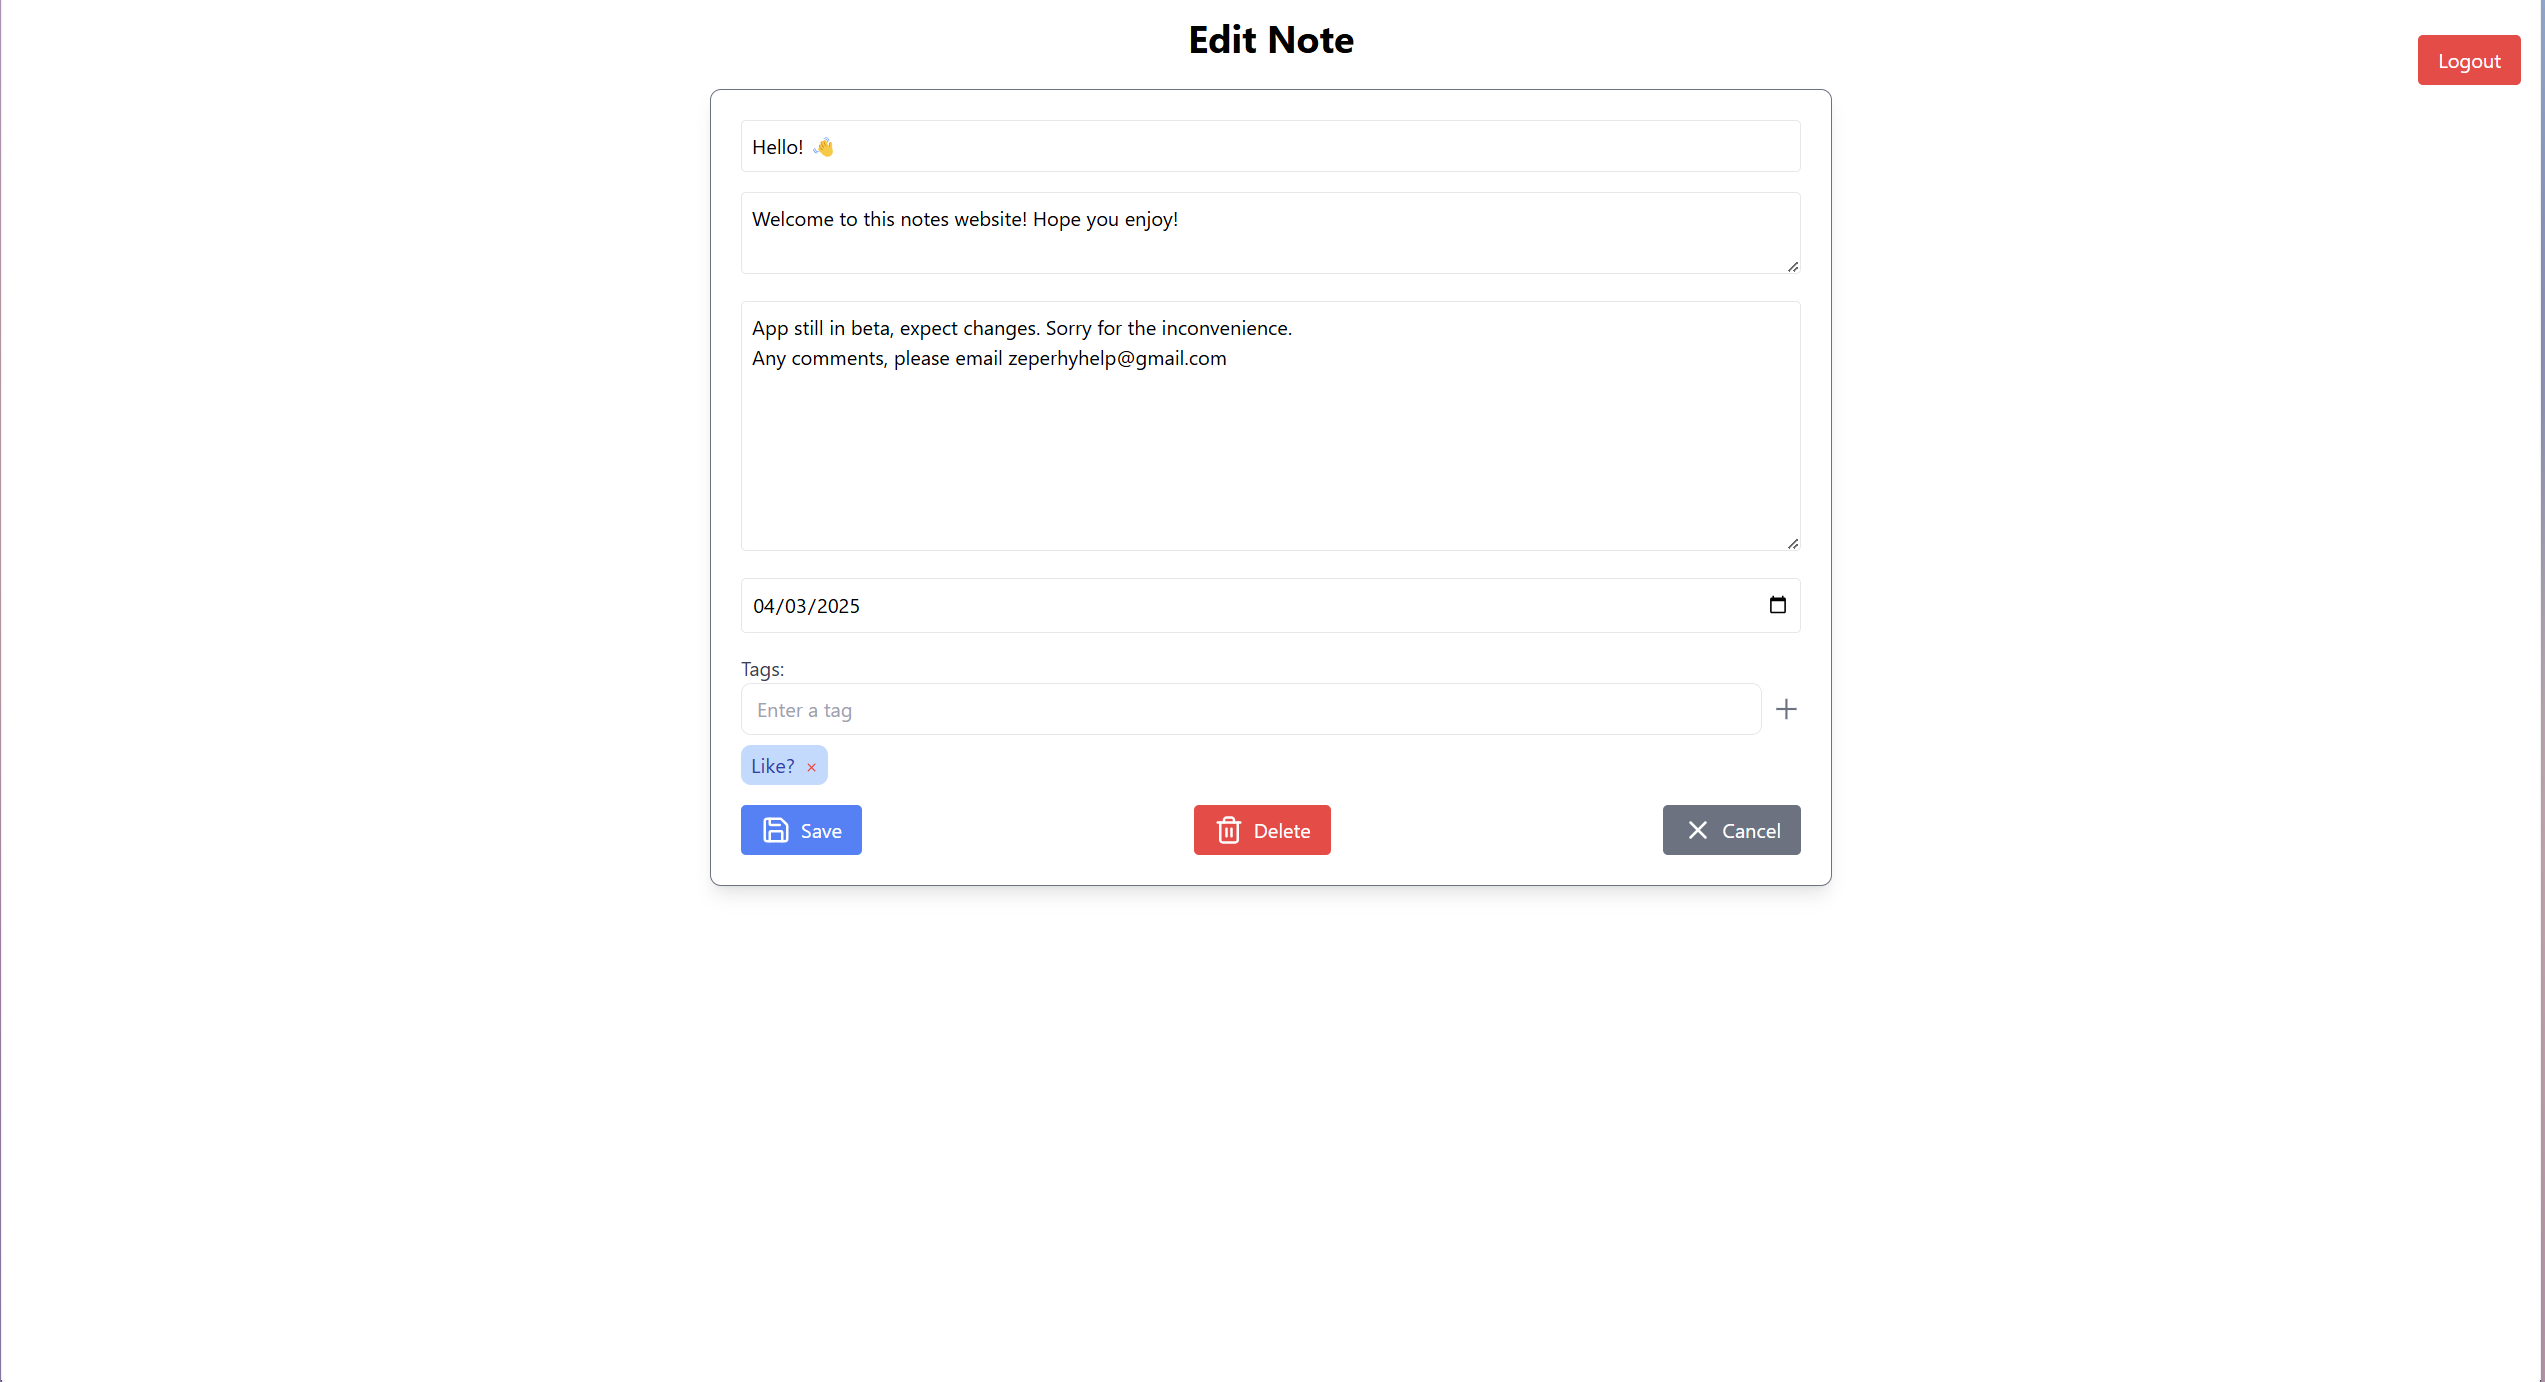 Edit Note
Logout
Hello! 👋
Welcome to this notes website! Hope you enjoy!
App still in beta, expect changes. Sorry for the inconvenience.
Any comments, please email zeperhyhelp@gmail.com
04/03/2025
Tags:
Enter a tag
Like? ×
Save
Delete
Cancel